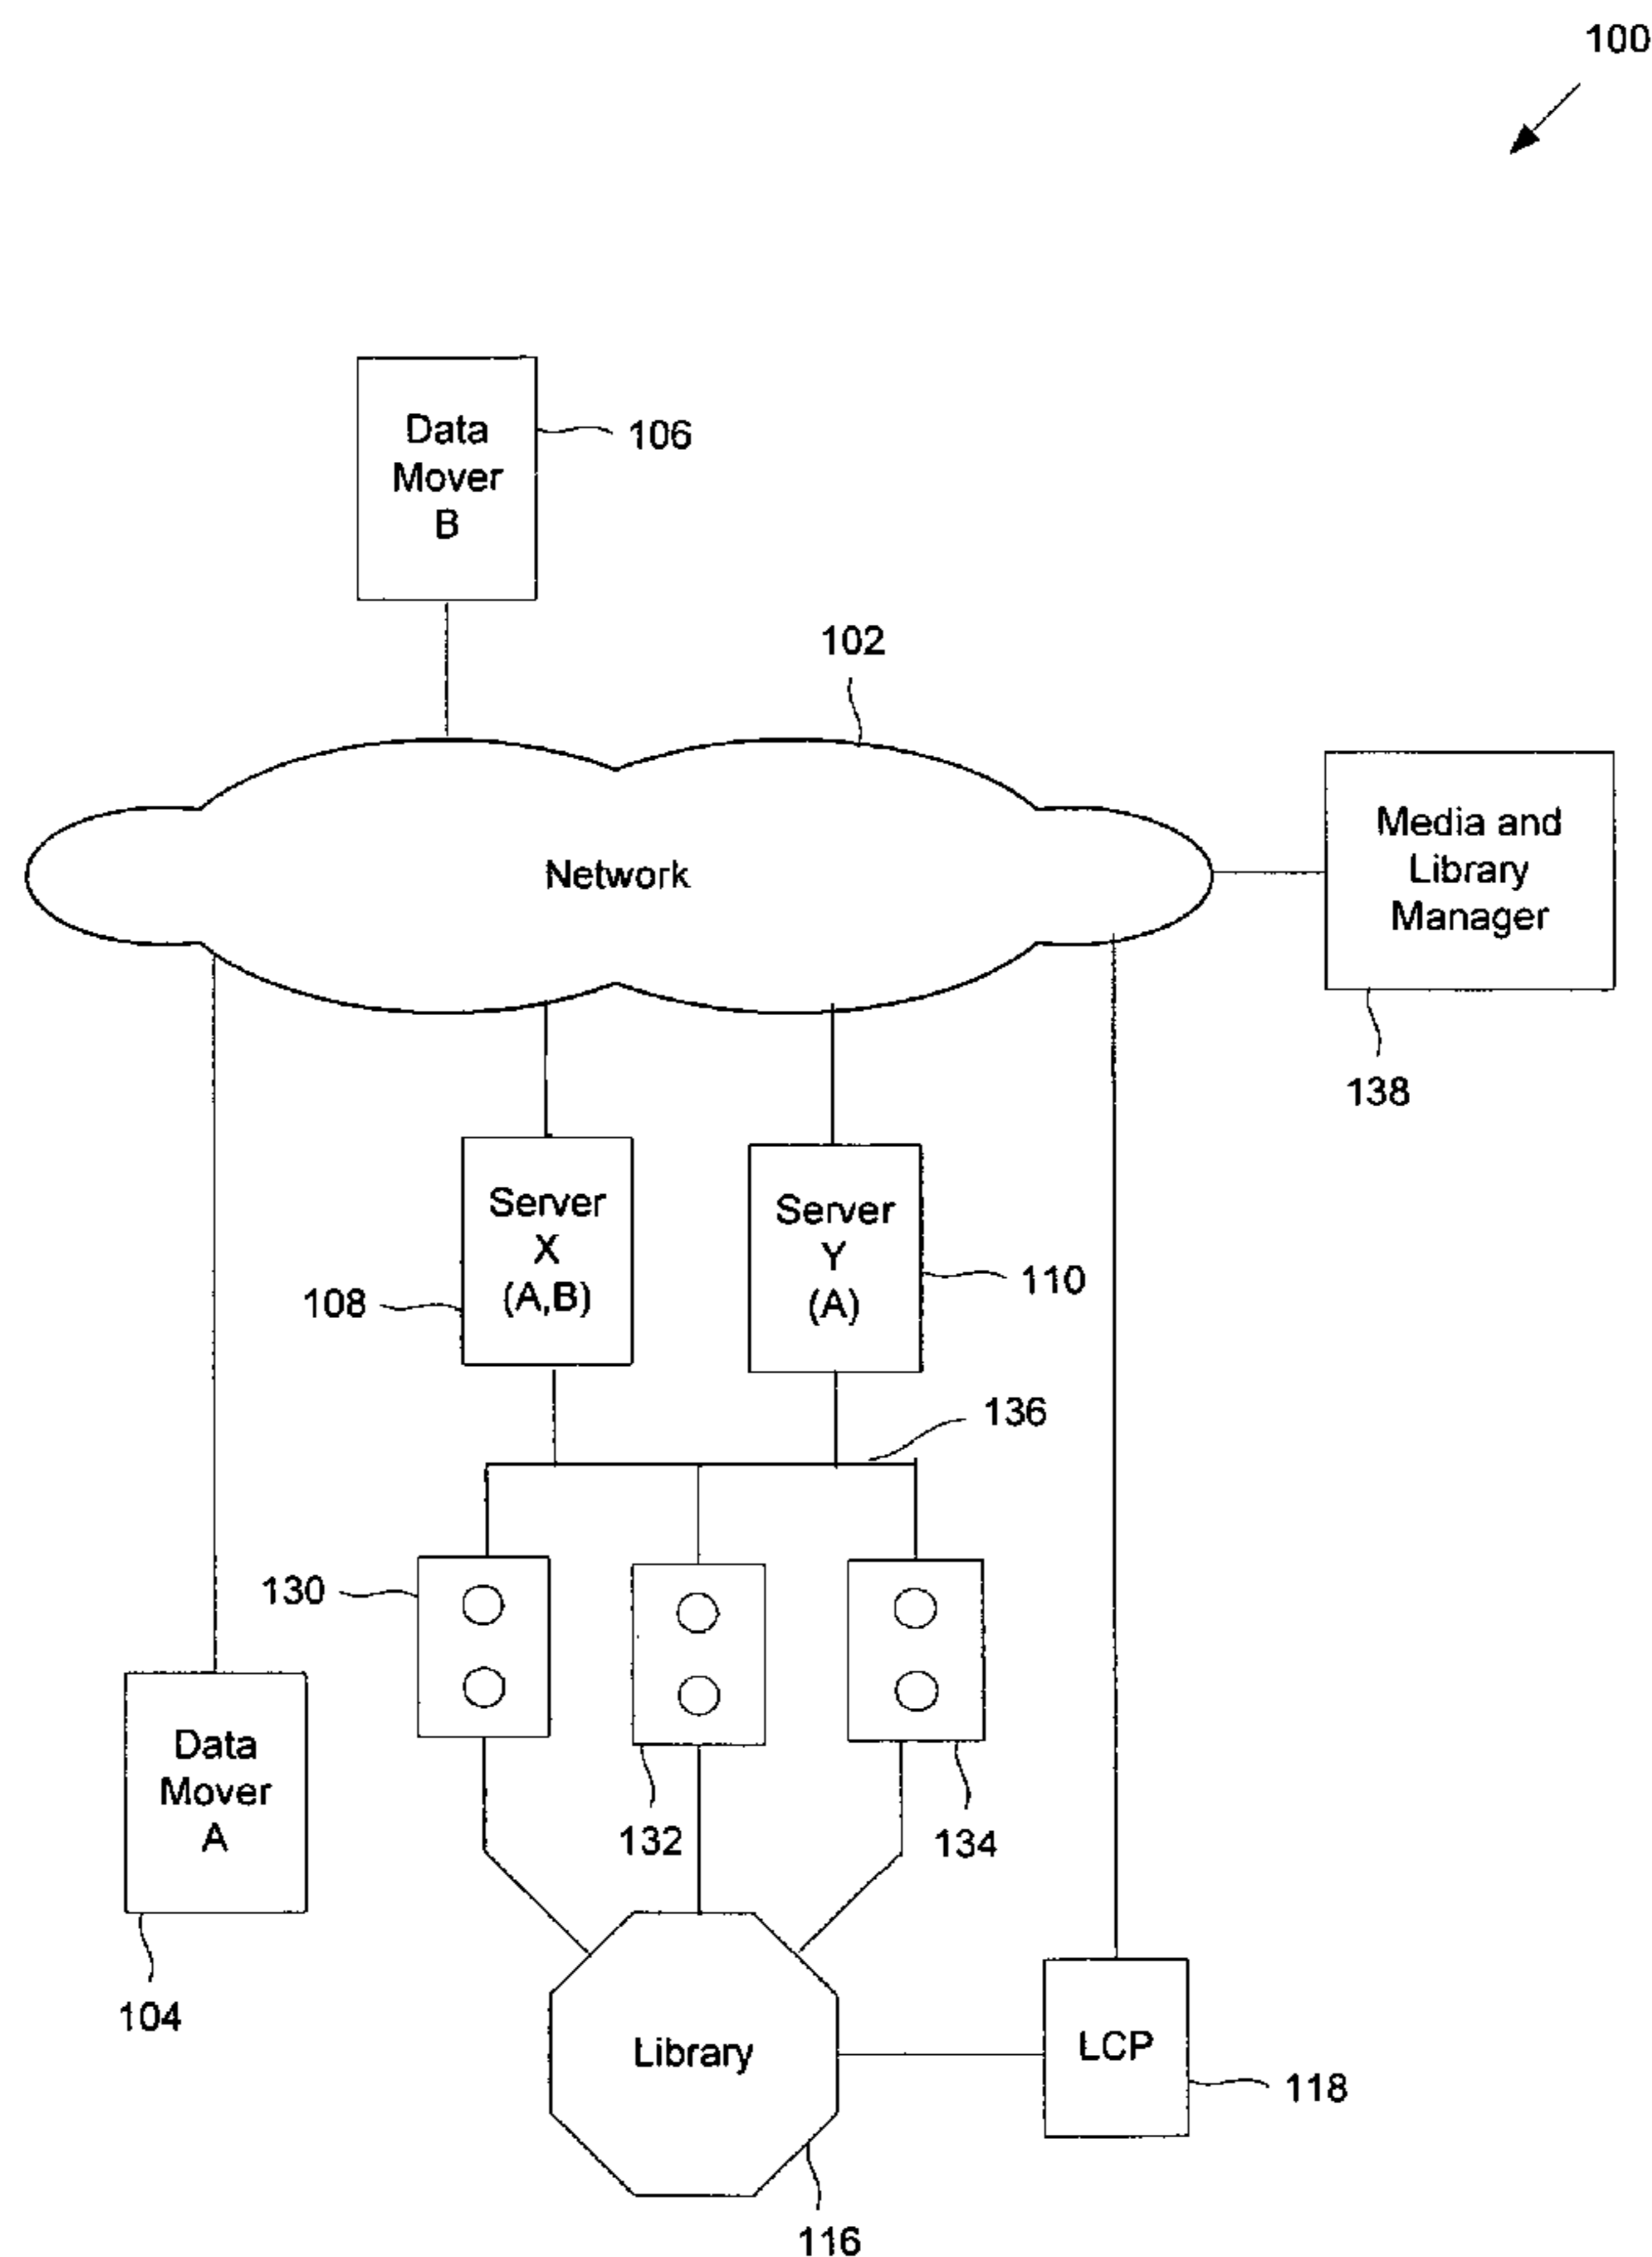 100
Data
Mover
B
106
102
Network
Media and
Library
Manager
138
Server
X
(A,B)
108
Server
Y
(A)
110
136
130
132
134
Data
Mover
A
104
Library
116
LCP
118